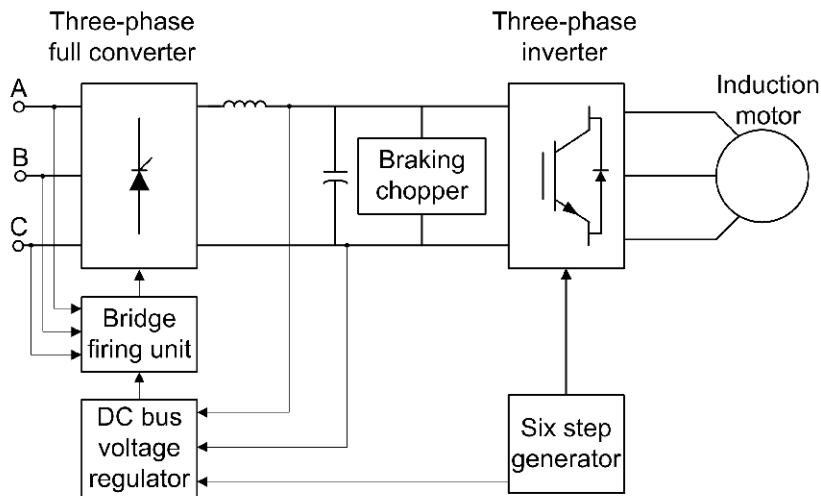 Three-phase
full converter
Three-phase
inverter
Induction
motor
A
B
C
Braking
chopper
Bridge
firing unit
DC bus
voltage
regulator
Six step
generator